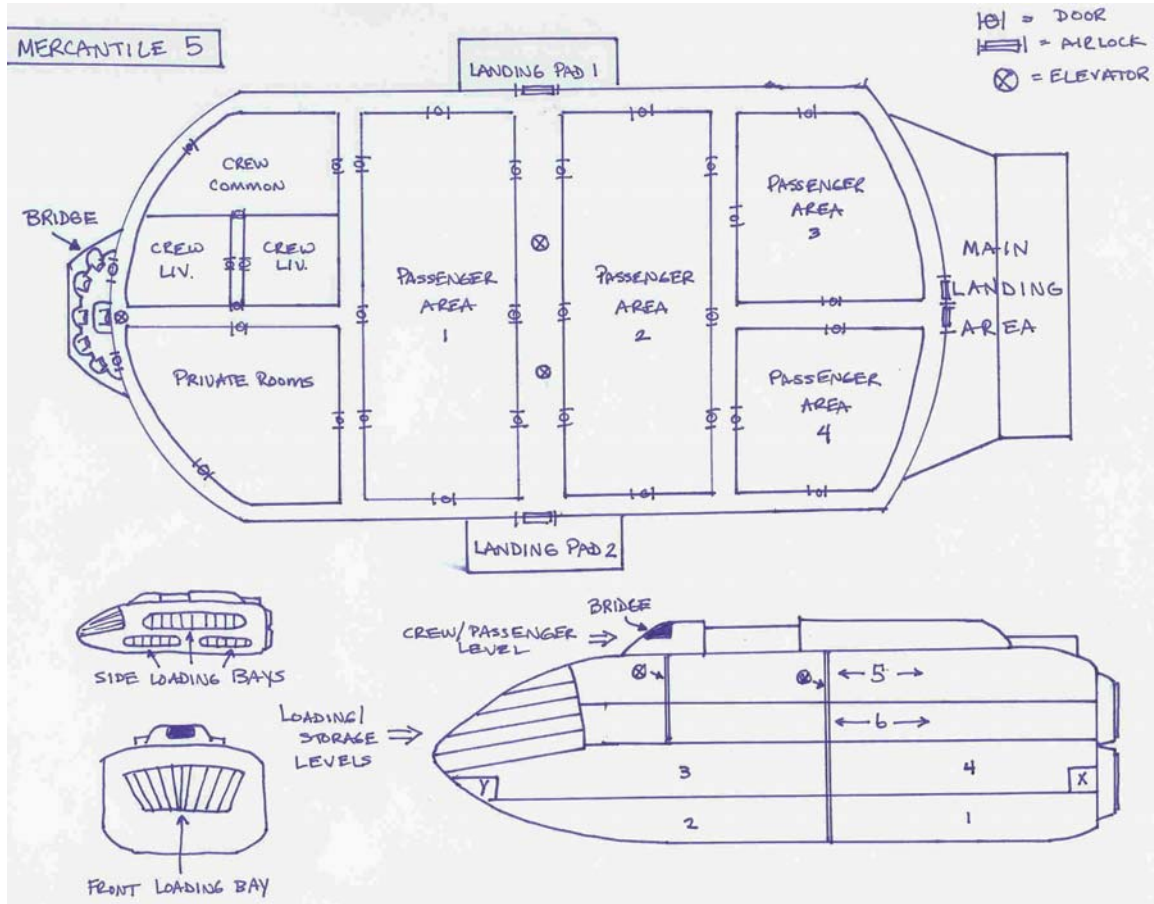 MERCANTILE 5
|θ| = DOOR
= AIRLOCK
⊗ = ELEVATOR
LANDING PAD 1
CREW
COMMON
BRIDGE
CREW
LIV.
CREW
LIV.
PASSENGER
AREA
1
PASSENGER
AREA
2
PASSENGER
AREA
3
MAIN
LANDING
AREA
PRIVATE ROOMS
PASSENGER
AREA
4
LANDING PAD 2
SIDE LOADING BAYS
FRONT LOADING BAY
BRIDGE
CREW/PASSENGER
LEVEL
LOADING/
STORAGE
LEVELS
5
6
3
4
Y
X
2
1